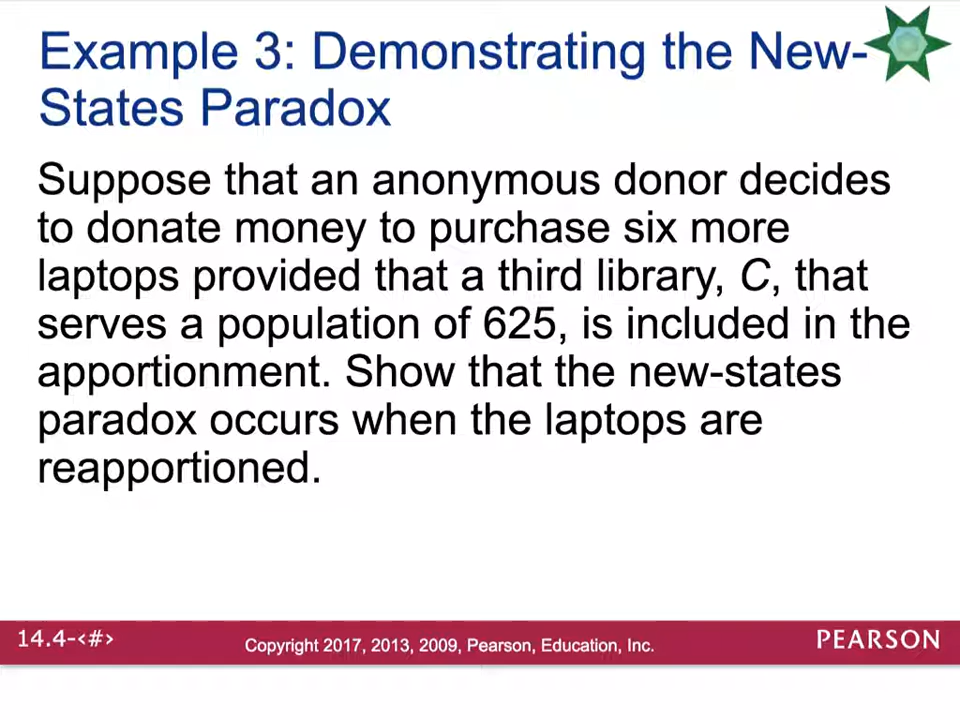 Example 3: Demonstrating the New-
States Paradox
Suppose that an anonymous donor decides
to donate money to purchase six more
laptops provided that a third library, C, that
serves a population of 625, is included in the
apportionment. Show that the new-states
paradox occurs when the laptops are
reapportioned.
14.4-<#>
Copyright 2017, 2013, 2009, Pearson, Education, Inc.
PEARSON